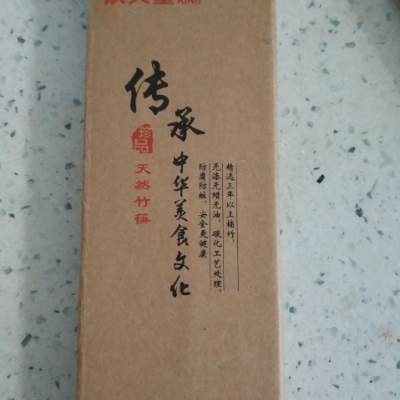 传承
中华美食文化
珍品
天然竹筷
精选三年以上楠竹，
无漆无蜡无油，碳化工艺处理，
防腐防蛀，安全更健康